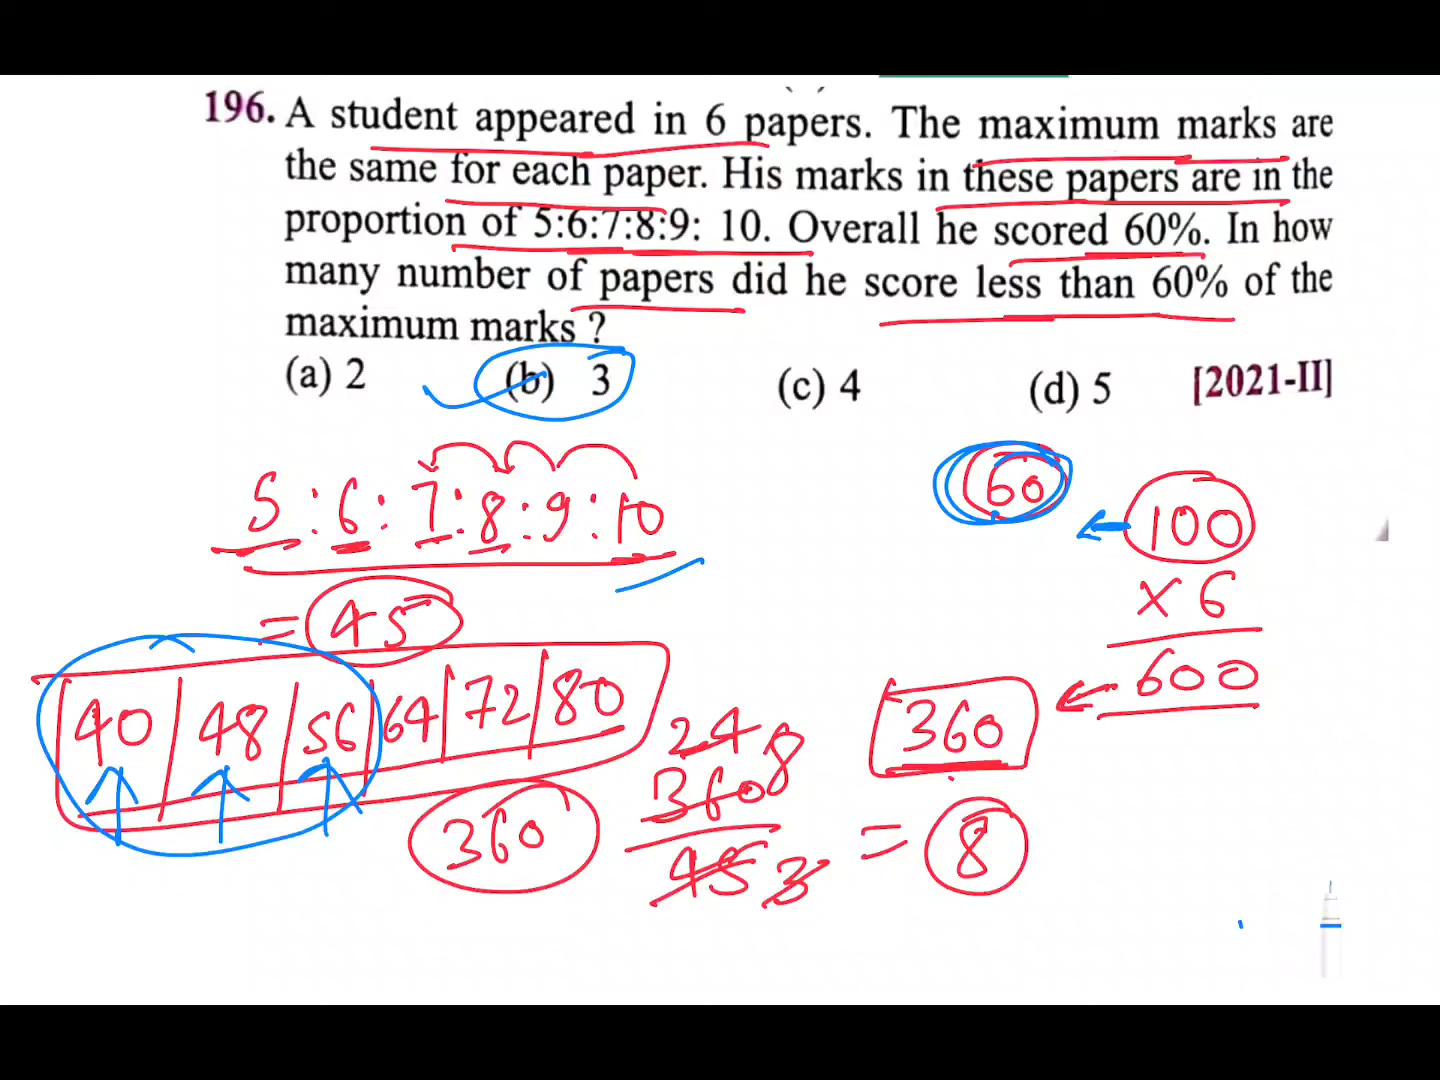 196. A student appeared in 6 papers. The maximum marks are
the same for each paper. His marks in these papers are in the
proportion of 5:6:7:8:9: 10. Overall he scored 60%. In how
many number of papers did he score less than 60% of the
maximum marks ?
(a) 2 (b) 3 (c) 4 (d) 5 [2021-II]
5 : 6 : 7 : 8 : 9 : 10
= 45
60
100
× 6
600
40 | 48 | 56 | 64 | 72 | 80
360
24 8
360
45 3
360
= 8